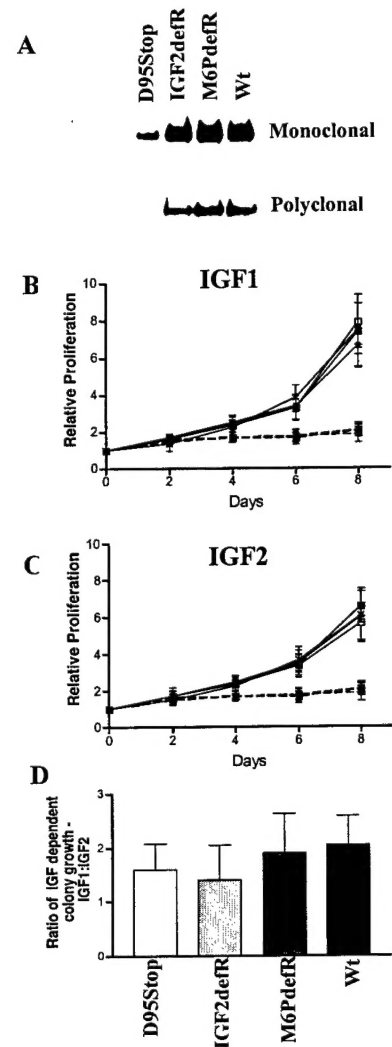 A
D95Stop
IGF2defR
M6PdefR
Wt
Monoclonal
Polyclonal
B
IGF1
Relative Proliferation
10
8
6
4
2
0
0 2 4 6 8
Days
C
IGF2
Relative Proliferation
10
8
6
4
2
0
0 2 4 6 8
Days
D
Ratio of IGF dependent
colony growth -
IGF1:IGF2
3
2
1
0
D95Stop
IGF2defR
M6PdefR
Wt